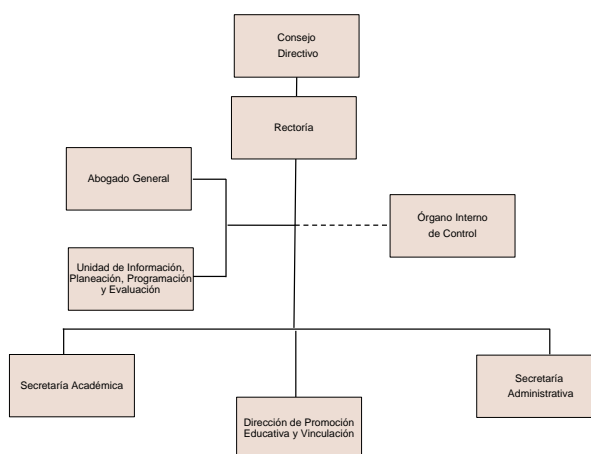 Consejo
Directivo
Rectoría
Abogado General
Órgano Interno
de Control
Unidad de Información,
Planeación, Programación
y Evaluación
Secretaría Académica
Dirección de Promoción
Educativa y Vinculación
Secretaría
Administrativa